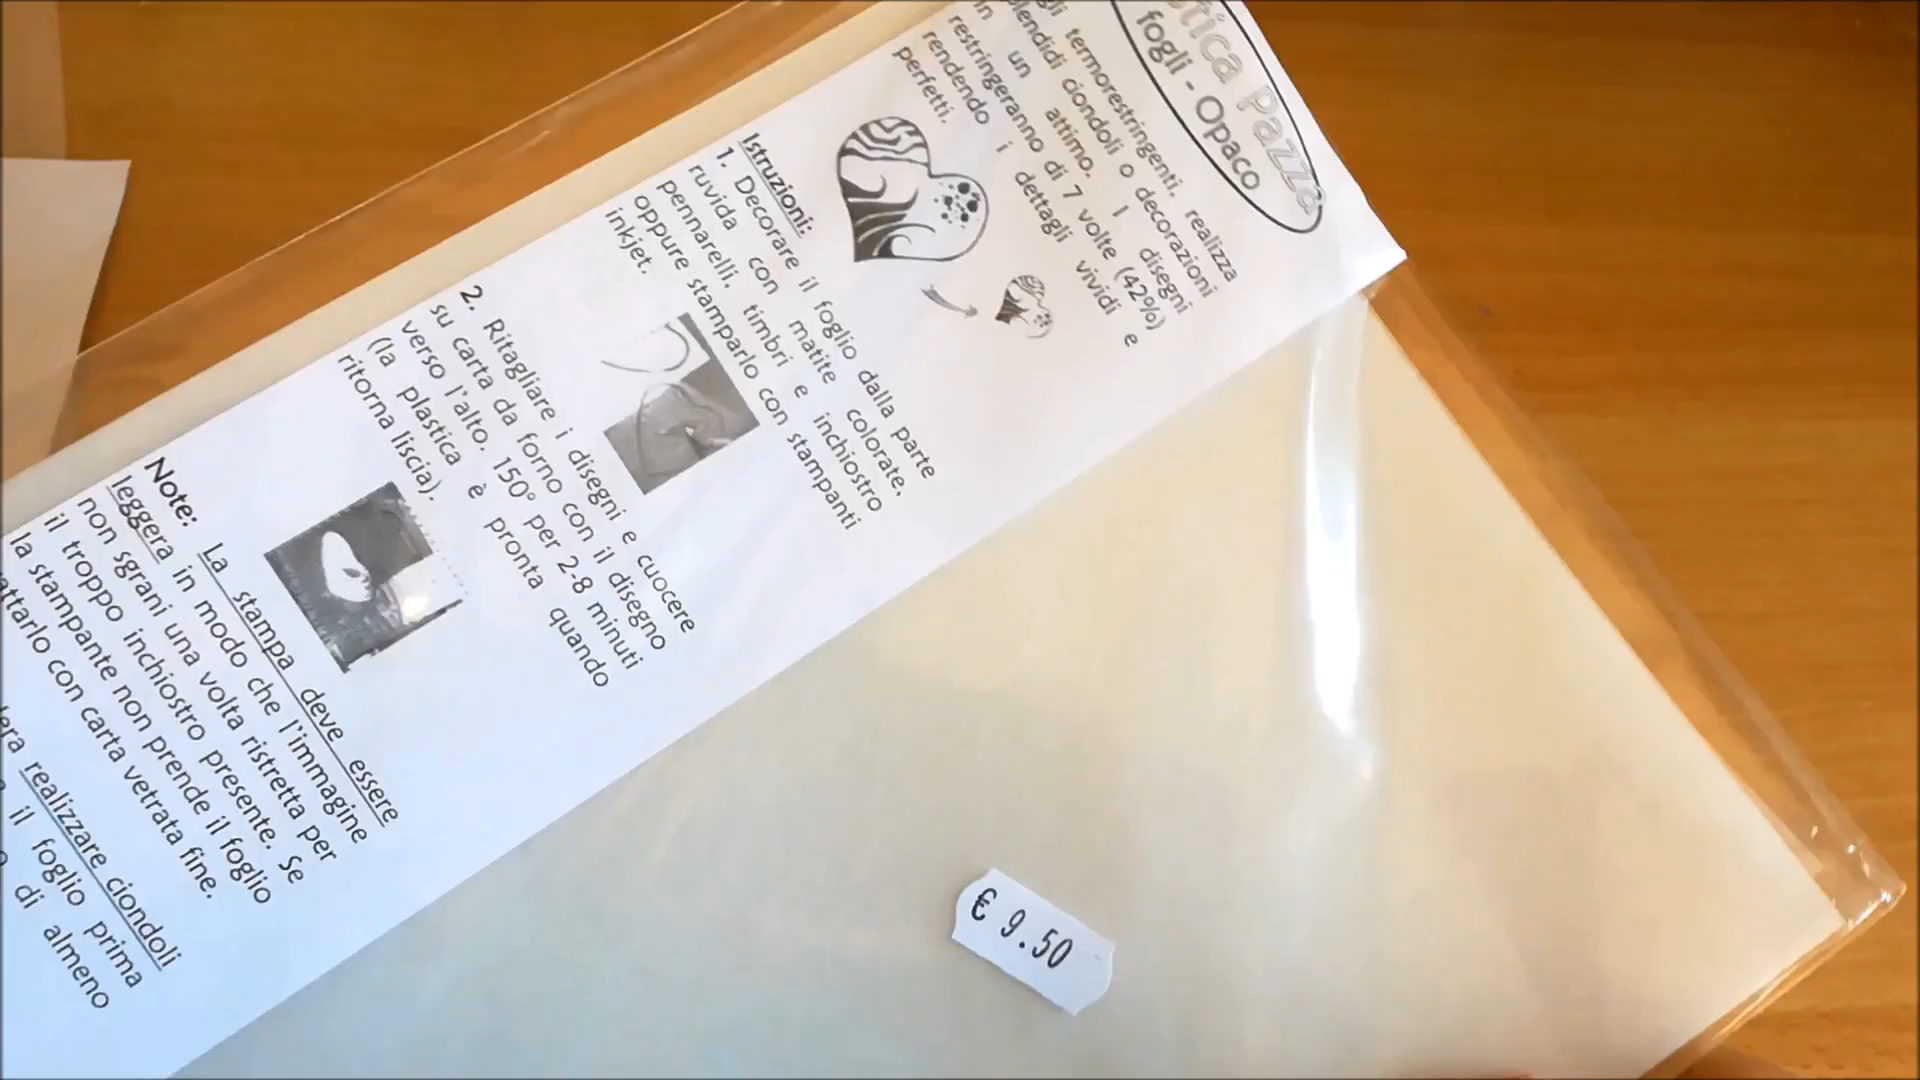 Pazza
fogli - Opaco
termorestringenti, realizza
ciondoli o decorazioni
in un attimo. I disegni
restringeranno di 7 volte (42%)
rendendo i dettagli vividi e
perfetti.
Istruzioni:
1. Decorare il foglio dalla parte
ruvida con matite colorate,
pennarelli, timbri e inchiostro
oppure stamparlo con stampanti
inkjet.
2. Ritagliare i disegni e cuocere
su carta da forno con il disegno
verso l'alto. 150° per 2-8 minuti
(la plastica è pronta quando
ritorna liscia).
Note: La stampa deve essere
leggera in modo che l'immagine
non sgrani una volta ristretta per
il troppo inchiostro presente. Se
la stampante non prende il foglio
con carta vetrata fine.
realizzare ciondoli
il foglio prima
di almeno
€ 9.50